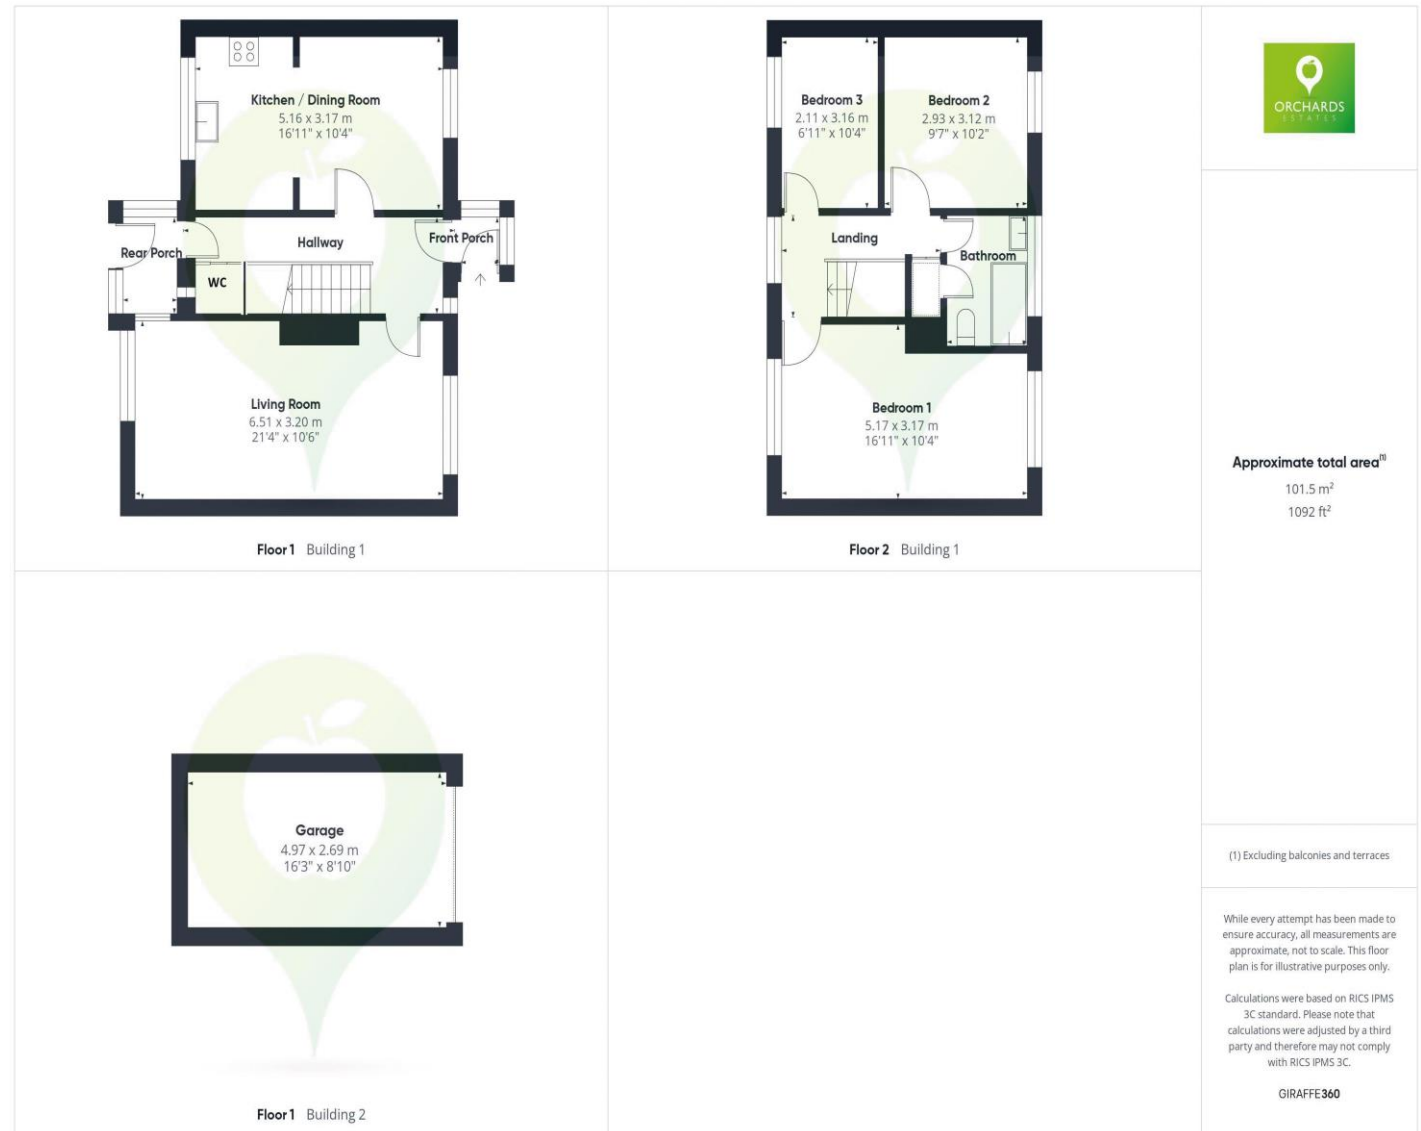 Kitchen / Dining Room
5.16 x 3.17 m
16'11" x 10'4"
Rear Porch
Hallway
Front Porch
WC
Living Room
6.51 x 3.20 m
21'4" x 10'6"
Floor 1 Building 1
Bedroom 3
2.11 x 3.16 m
6'11" x 10'4"
Bedroom 2
2.93 x 3.12 m
9'7" x 10'2"
Landing
Bathroom
Bedroom 1
5.17 x 3.17 m
16'11" x 10'4"
Floor 2 Building 1
Garage
4.97 x 2.69 m
16'3" x 8'10"
Floor 1 Building 2
ORCHARDS
ESTATES
Approximate total area(1)
101.5 m²
1092 ft²
(1) Excluding balconies and terraces
While every attempt has been made to
ensure accuracy, all measurements are
approximate, not to scale. This floor
plan is for illustrative purposes only.
Calculations were based on RICS IPMS
3C standard. Please note that
calculations were adjusted by a third
party and therefore may not comply
with RICS IPMS 3C.
GIRAFFE360